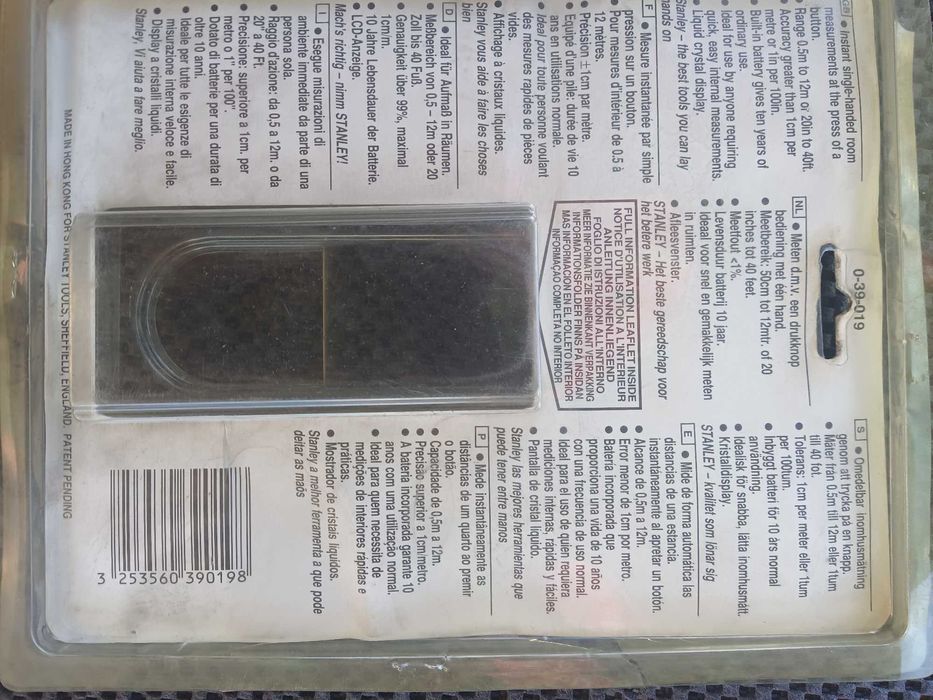 0-39-019
GB ● Instant single-handed room
measurements at the press of a
button.
● Range 0.5m to 12m or 20in to 40ft.
● Accuracy greater than 1cm per
metre or 1in per 100in.
● Built-in battery gives ten years of
ordinary use.
● Ideal for use by anyone requiring
quick, easy internal measurements.
● Liquid crystal display.
Stanley – the best tools you can lay
hands on
F ● Mesure instantanée par simple
pression sur un bouton.
● Pour mesures d'intérieur de 0,5 à
12 mètres.
● Précision ± 1cm par mètre.
● Equipé d'une pile: durée de vie 10
ans en utilisations normale.
● Idéal pour toute personne voulant
des mesures rapides de pièces
vides.
● Affichage à cristaux liquides.
Stanley vous aide à faire les choses
bien
D ● Ideal für Aufmaß in Räumen.
● Meßbereich von 0,5 – 12m oder 20
Zoll bis 40 Fuß.
● Genauigkeit über 99%, maximal
1cm/m.
● 10 Jahre Lebensdauer der Batterie.
● LCD-Anzeige.
Mach's richtig – nimm STANLEY!
I ● Esegue misurazioni di
ambiente immediate da parte di una
persona sola.
● Raggio d'azione: da 0,5 a 12m. o da
20" a 40 Ft.
● Precisione: superiore a 1cm. per
metro o 1" per 100".
● Dotato di batterie per una durata di
oltre 10 anni.
● Ideale per tutte le esigenze di
misurazione interna veloce e facile.
● Display a cristalli liquidi.
Stanley, Vi aiuta a fare meglio.
NL ● Meten d.m.v. een drukknop
bediening met één hand.
● Meetbereik: 50cm to 12mtr. of 20
inches tot 40 feet.
● Meetfout <1%.
● Levensduur batterij 10 jaar.
● Ideaal voor snel en gemakkelijk meten
in ruimten.
● Afleesvenster.
STANLEY – Het beste gereedschap voor
het betere werk
FULL INFORMATION LEAFLET INSIDE
NOTICE D'UTILISATION A L'INTERIEUR
ANLEITUNG INNENLIEGEND
FOGLIO DI ISTRUZIONI ALL'INTERNO
MEER INFORMATIE ZIE BINNENKANT VERPAKKING
INFORMATIONSFOLDER FINNS PÅ INSIDAN
MAS INFORMACION EN EL FOLLETO INTERIOR
INFORMAÇAO COMPLETA NO INTERIOR
S ● Omedelbar inomhusmätning
genom att trycka på en knapp.
● Mäter från 0,5m till 12m eller 1tum
till 40 fot.
● Tolerans: 1cm per meter eller 1tum
per 100tum.
● Inbyggt batteri för 10 års normal
användning.
● Idealisk för snabba, lätta inomhusmått.
● Kristalldisplay.
STANLEY – kvalitet som lönar sig
E ● Mide de forma automática las
distancias de una estancia.
instantáneamente al apretar un botón.
● Alcance de 0,5m a 12m.
● Error menor de 1cm por metro.
● Bateria incorporada que
proporciona una vida de 10 años
con una frecuencia de uso normal.
● Ideal para el uso de quien requiera
mediciones internas, rápidas y fáciles.
● Pantalla de cristal líquido.
Stanley las mejores herramientas que
puede tener entre manos
P ● Mede instantâneamente as
distâncias de um quarto ao premir
o botão.
● Capacidade de 0,5m a 12m.
● Precisão superior a 1cm/metro.
● A bateria incorporada garante 10
anos com uma utilização normal.
● Ideal para quem necessita de
medições de interiores rápidas e
práticas.
● Mostrador de cristais líquidos.
Stanley a melhor ferramenta a que pode
deitar as mãos
3 253560 390198
MADE IN HONG KONG FOR STANLEY TOOLS, SHEFFIELD, ENGLAND. PATENT PENDING